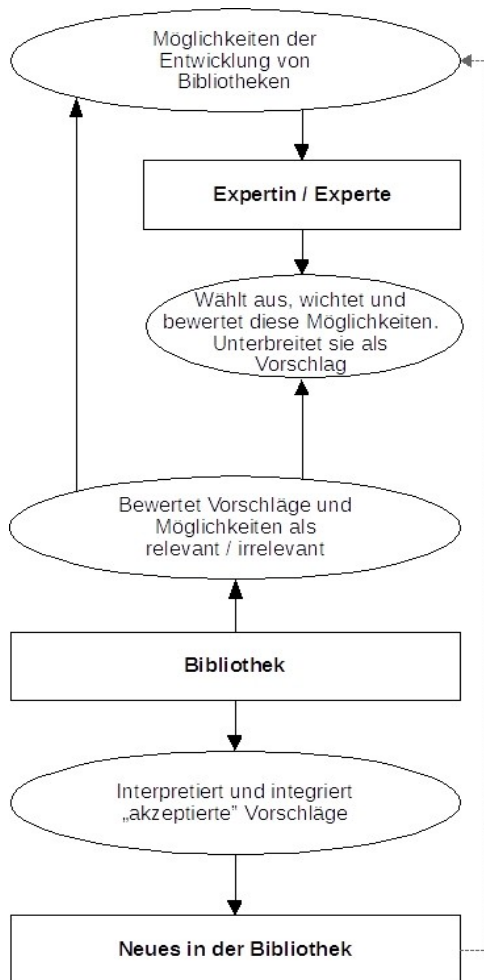 Möglichkeiten der
Entwicklung von
Bibliotheken
Expertin / Experte
Wählt aus, wichtet und
bewertet diese Möglichkeiten.
Unterbreitet sie als
Vorschlag
Bewertet Vorschläge und
Möglichkeiten als
relevant / irrelevant
Bibliothek
Interpretiert und integriert
„akzeptierte” Vorschläge
Neues in der Bibliothek